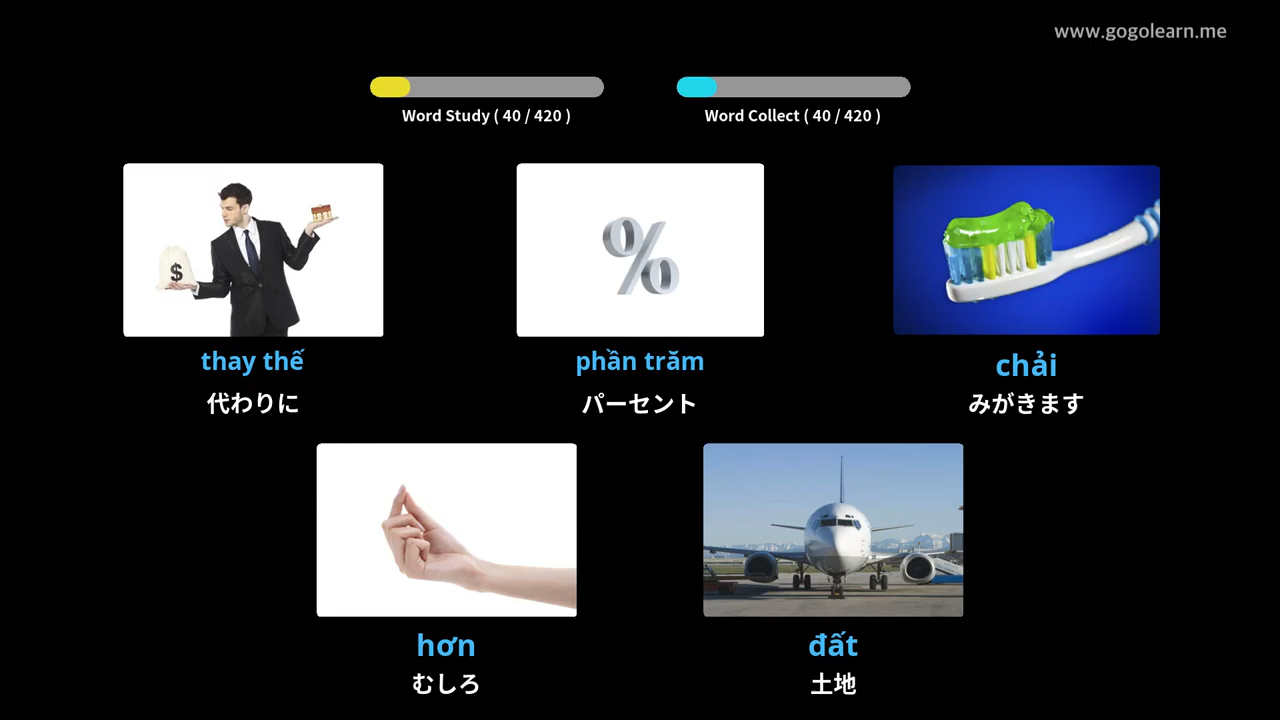 www.gogolearn.me
Word Study ( 40 / 420 )
Word Collect ( 40 / 420 )
$
%
thay thế
phần trăm
chải
代わりに
パーセント
みがきます
hơn
đất
むしろ
土地